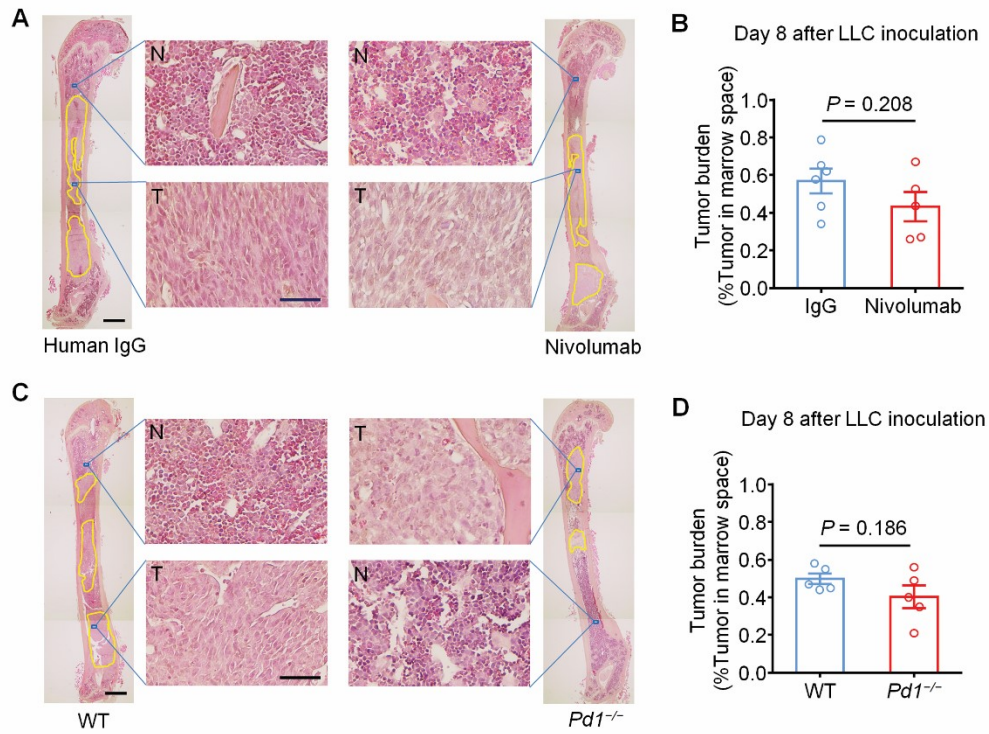 A
N
T
Human IgG
N
T
Nivolumab
B
Day 8 after LLC inoculation
Tumor burden
(%Tumor in marrow space)
1.0
0.8
0.6
0.4
0.2
0.0
P = 0.208
IgG
Nivolumab
C
N
T
WT
T
N
Pd1⁻/⁻
D
Day 8 after LLC inoculation
Tumor burden
(%Tumor in marrow space)
1.0
0.8
0.6
0.4
0.2
0.0
P = 0.186
WT
Pd1⁻/⁻